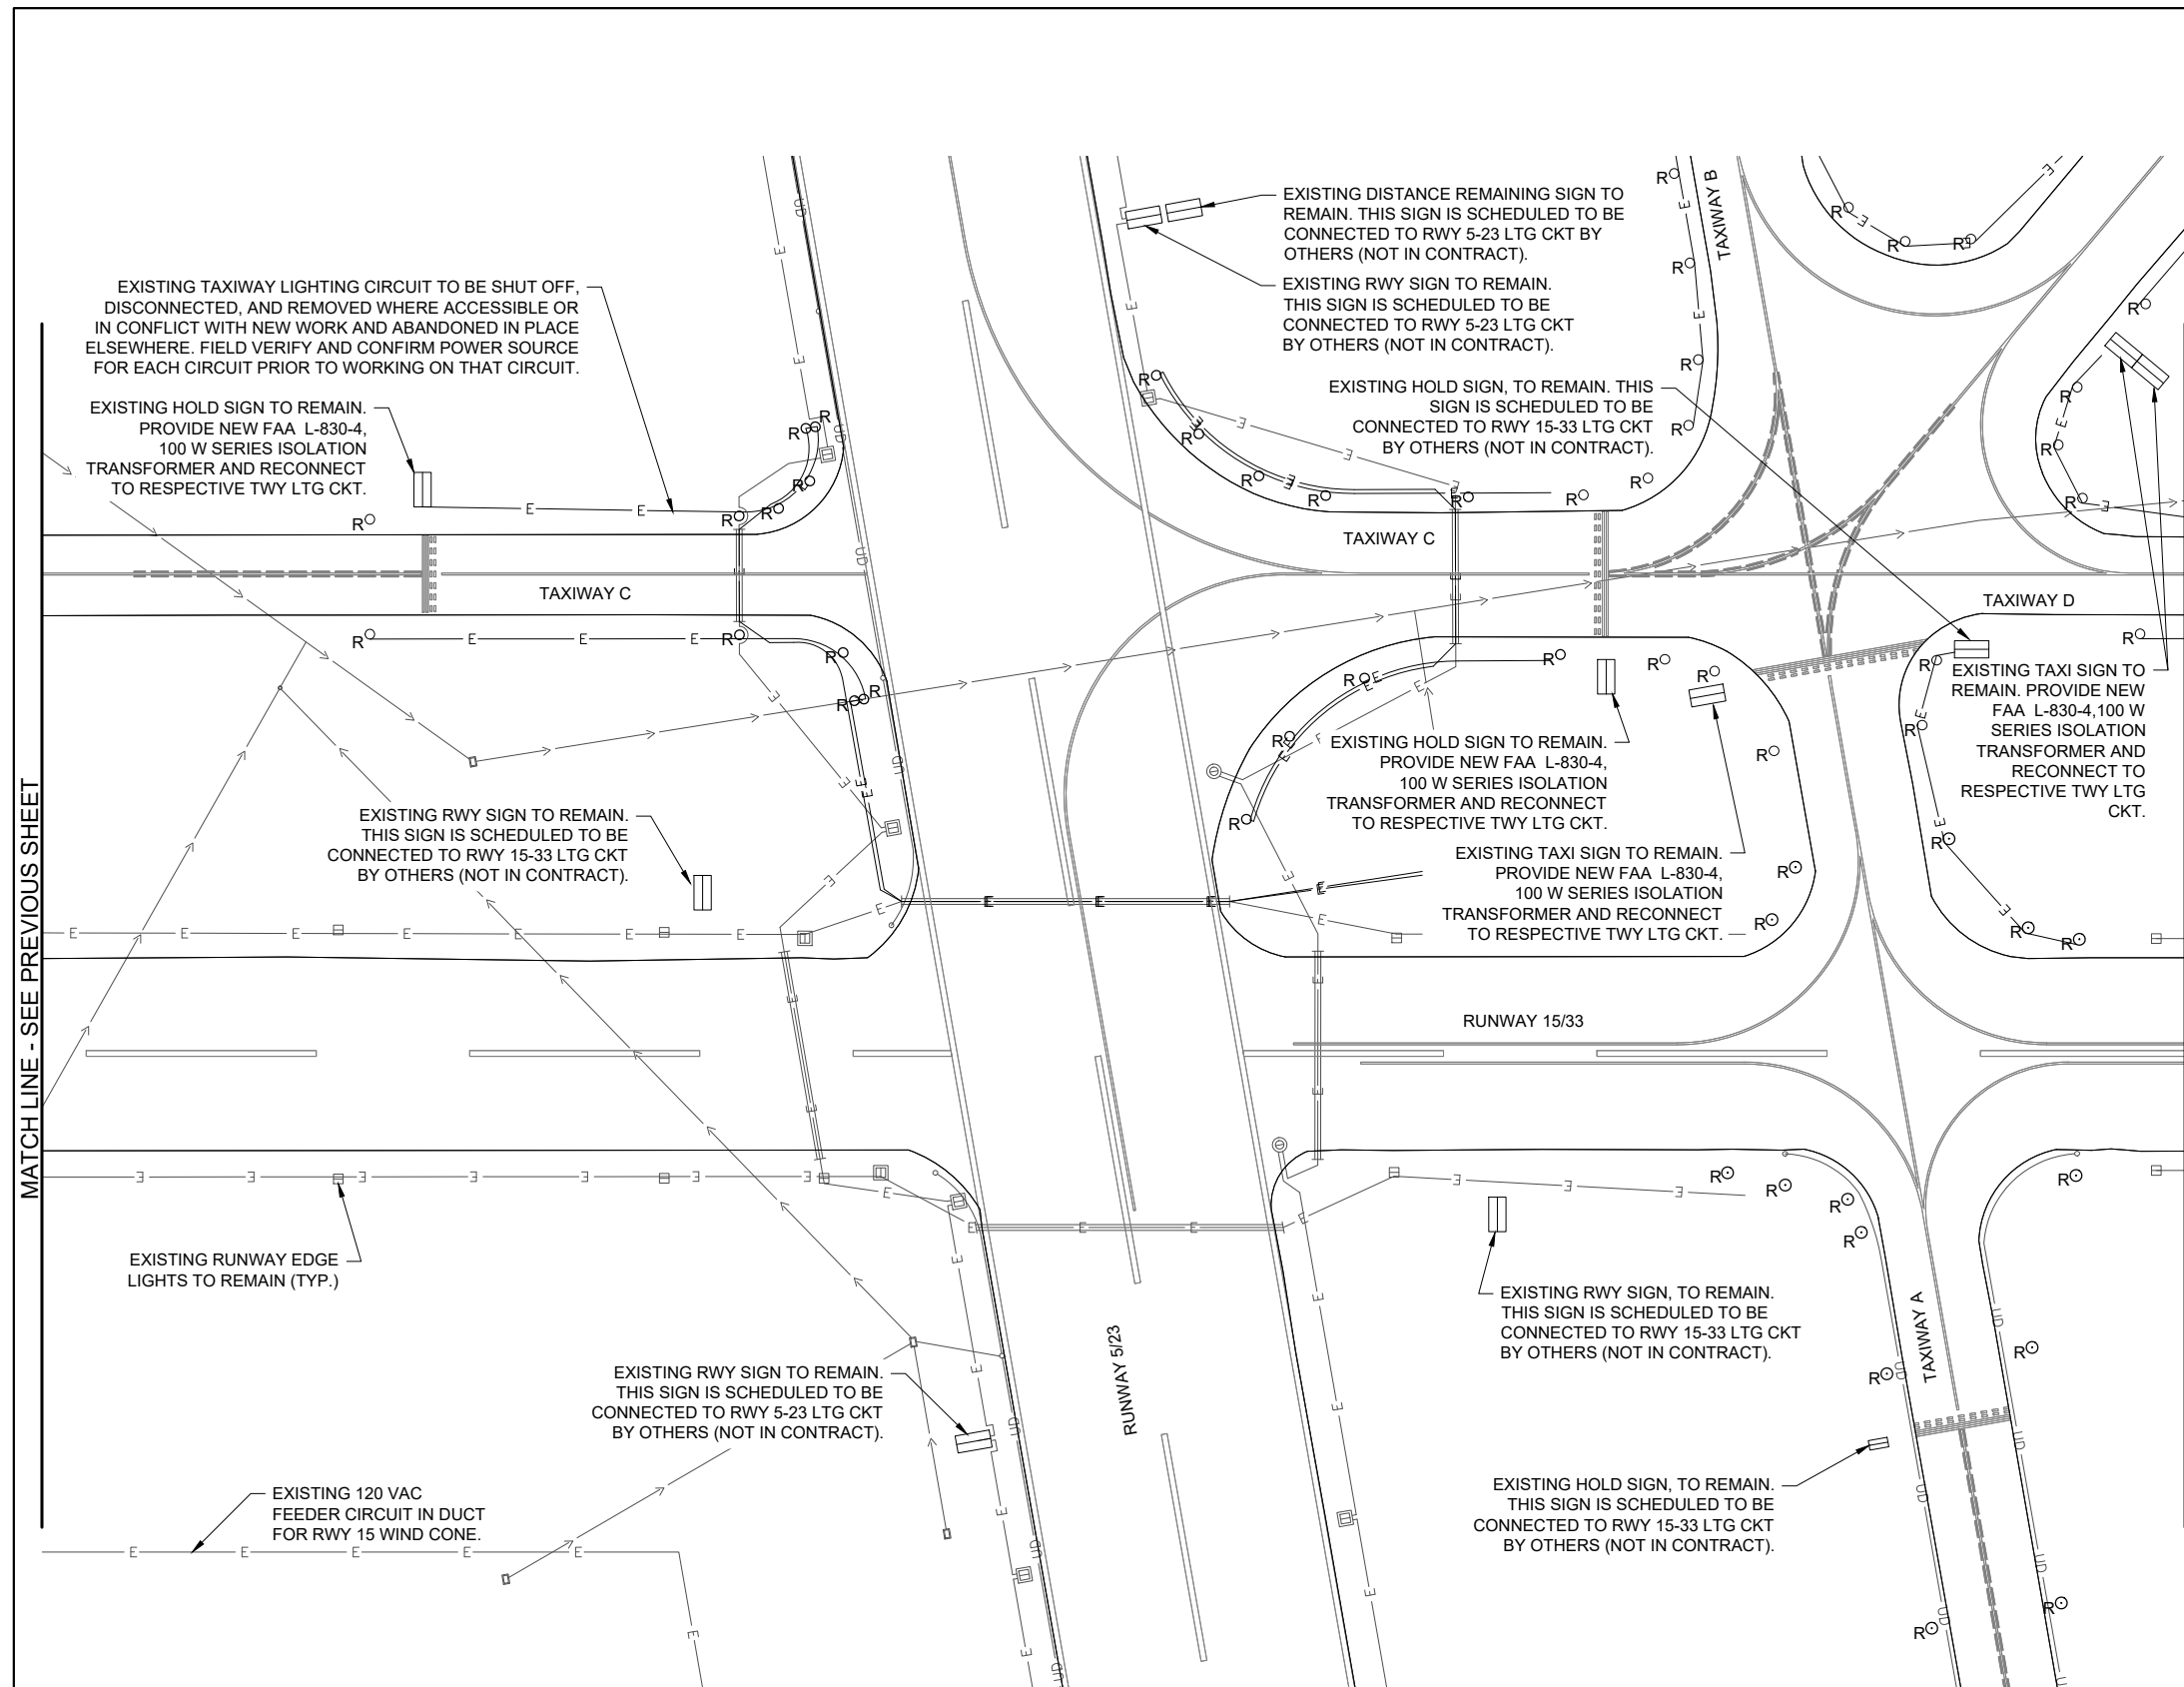 EXISTING DISTANCE REMAINING SIGN TO
REMAIN. THIS SIGN IS SCHEDULED TO BE
CONNECTED TO RWY 5-23 LTG CKT BY
OTHERS (NOT IN CONTRACT).
EXISTING RWY SIGN TO REMAIN.
THIS SIGN IS SCHEDULED TO BE
CONNECTED TO RWY 5-23 LTG CKT
BY OTHERS (NOT IN CONTRACT).
EXISTING HOLD SIGN, TO REMAIN. THIS
SIGN IS SCHEDULED TO BE
CONNECTED TO RWY 15-33 LTG CKT
BY OTHERS (NOT IN CONTRACT).
TAXIWAY B
EXISTING TAXIWAY LIGHTING CIRCUIT TO BE SHUT OFF,
DISCONNECTED, AND REMOVED WHERE ACCESSIBLE OR
IN CONFLICT WITH NEW WORK AND ABANDONED IN PLACE
ELSEWHERE. FIELD VERIFY AND CONFIRM POWER SOURCE
FOR EACH CIRCUIT PRIOR TO WORKING ON THAT CIRCUIT.
EXISTING HOLD SIGN TO REMAIN.
PROVIDE NEW FAA L-830-4,
100 W SERIES ISOLATION
TRANSFORMER AND RECONNECT
TO RESPECTIVE TWY LTG CKT.
TAXIWAY C
TAXIWAY C
TAXIWAY D
EXISTING TAXI SIGN TO
REMAIN. PROVIDE NEW
FAA L-830-4,100 W
SERIES ISOLATION
TRANSFORMER AND
RECONNECT TO
RESPECTIVE TWY LTG
CKT.
EXISTING HOLD SIGN TO REMAIN.
PROVIDE NEW FAA L-830-4,
100 W SERIES ISOLATION
TRANSFORMER AND RECONNECT
TO RESPECTIVE TWY LTG CKT.
EXISTING RWY SIGN TO REMAIN.
THIS SIGN IS SCHEDULED TO BE
CONNECTED TO RWY 15-33 LTG CKT
BY OTHERS (NOT IN CONTRACT).
EXISTING TAXI SIGN TO REMAIN.
PROVIDE NEW FAA L-830-4,
100 W SERIES ISOLATION
TRANSFORMER AND RECONNECT
TO RESPECTIVE TWY LTG CKT.
MATCH LINE - SEE PREVIOUS SHEET
RUNWAY 15/33
EXISTING RUNWAY EDGE
LIGHTS TO REMAIN (TYP.)
EXISTING RWY SIGN, TO REMAIN.
THIS SIGN IS SCHEDULED TO BE
CONNECTED TO RWY 15-33 LTG CKT
BY OTHERS (NOT IN CONTRACT).
TAXIWAY A
RUNWAY 5/23
EXISTING RWY SIGN TO REMAIN.
THIS SIGN IS SCHEDULED TO BE
CONNECTED TO RWY 5-23 LTG CKT
BY OTHERS (NOT IN CONTRACT).
EXISTING HOLD SIGN, TO REMAIN.
THIS SIGN IS SCHEDULED TO BE
CONNECTED TO RWY 15-33 LTG CKT
BY OTHERS (NOT IN CONTRACT).
EXISTING 120 VAC
FEEDER CIRCUIT IN DUCT
FOR RWY 15 WIND CONE.